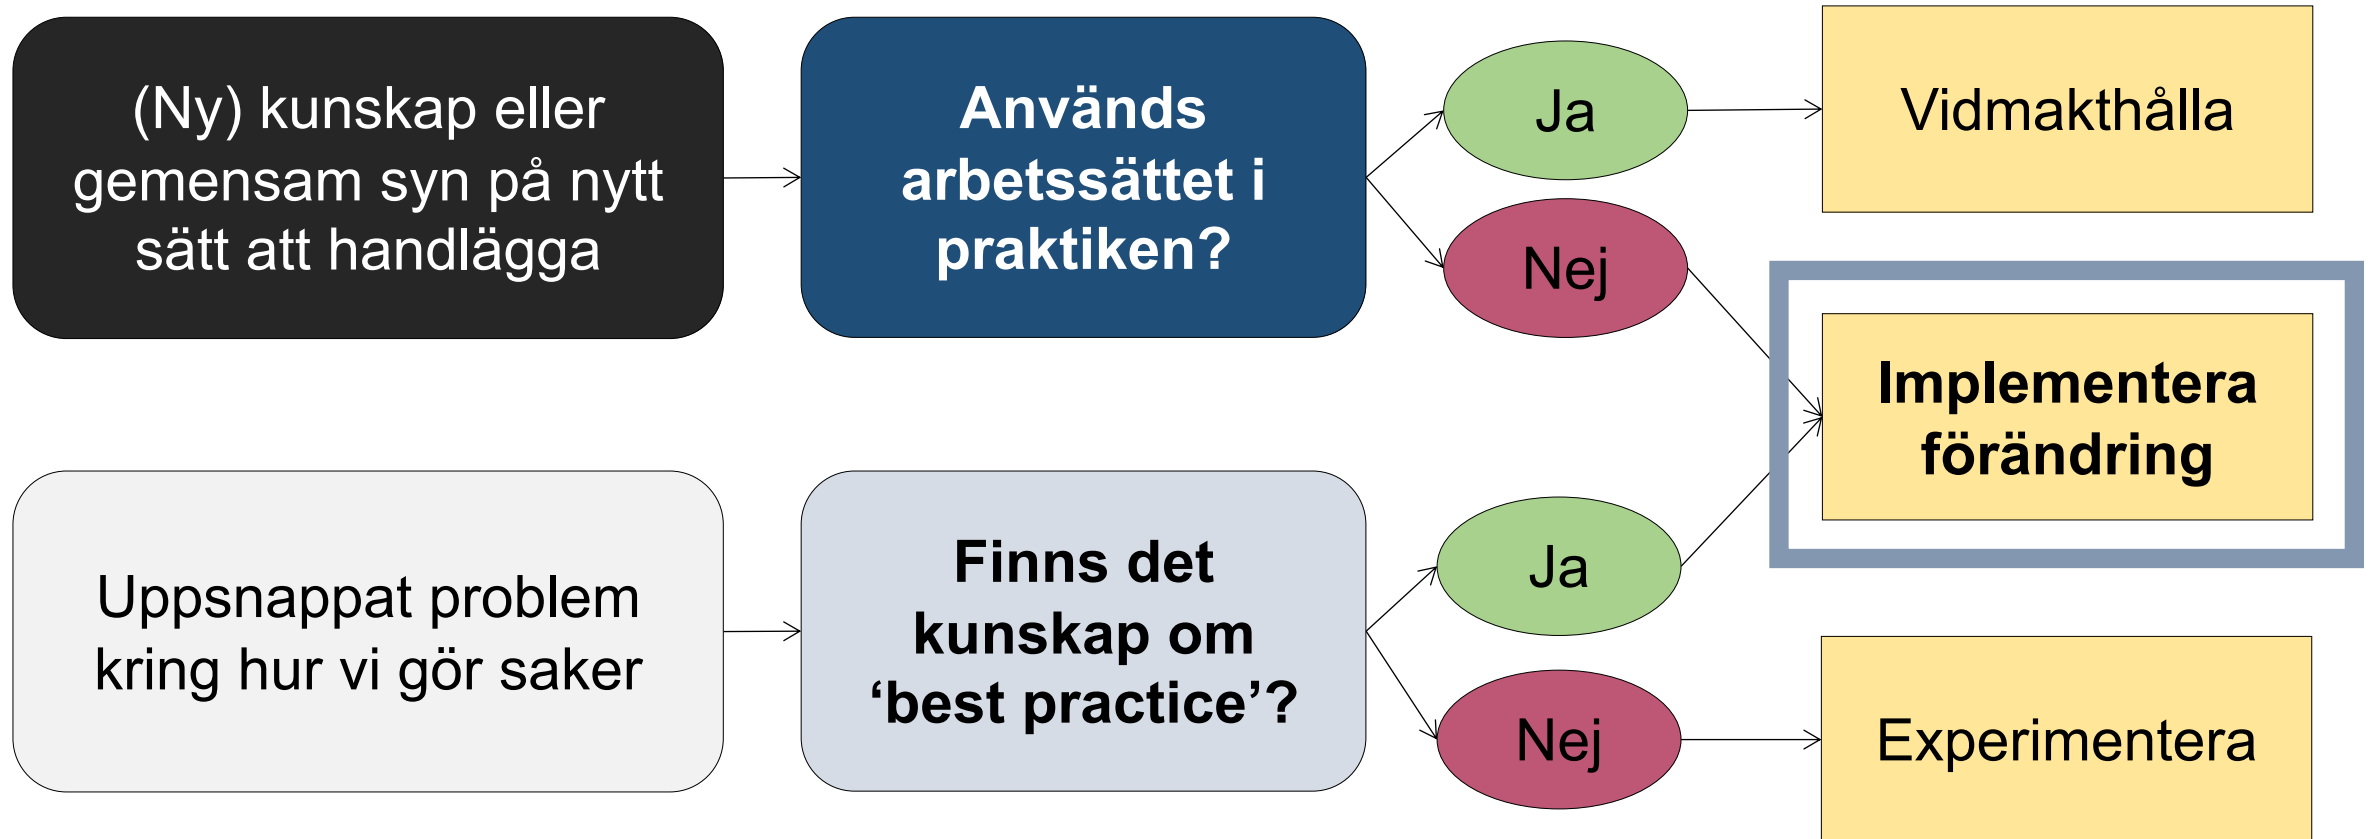 (Ny) kunskap eller
gemensam syn på nytt
sätt att handlägga
Används
arbetssättet i
praktiken?
Ja
Vidmakthålla
Nej
Implementera
förändring
Uppsnappat problem
kring hur vi gör saker
Finns det
kunskap om
‘best practice’?
Ja
Nej
Experimentera